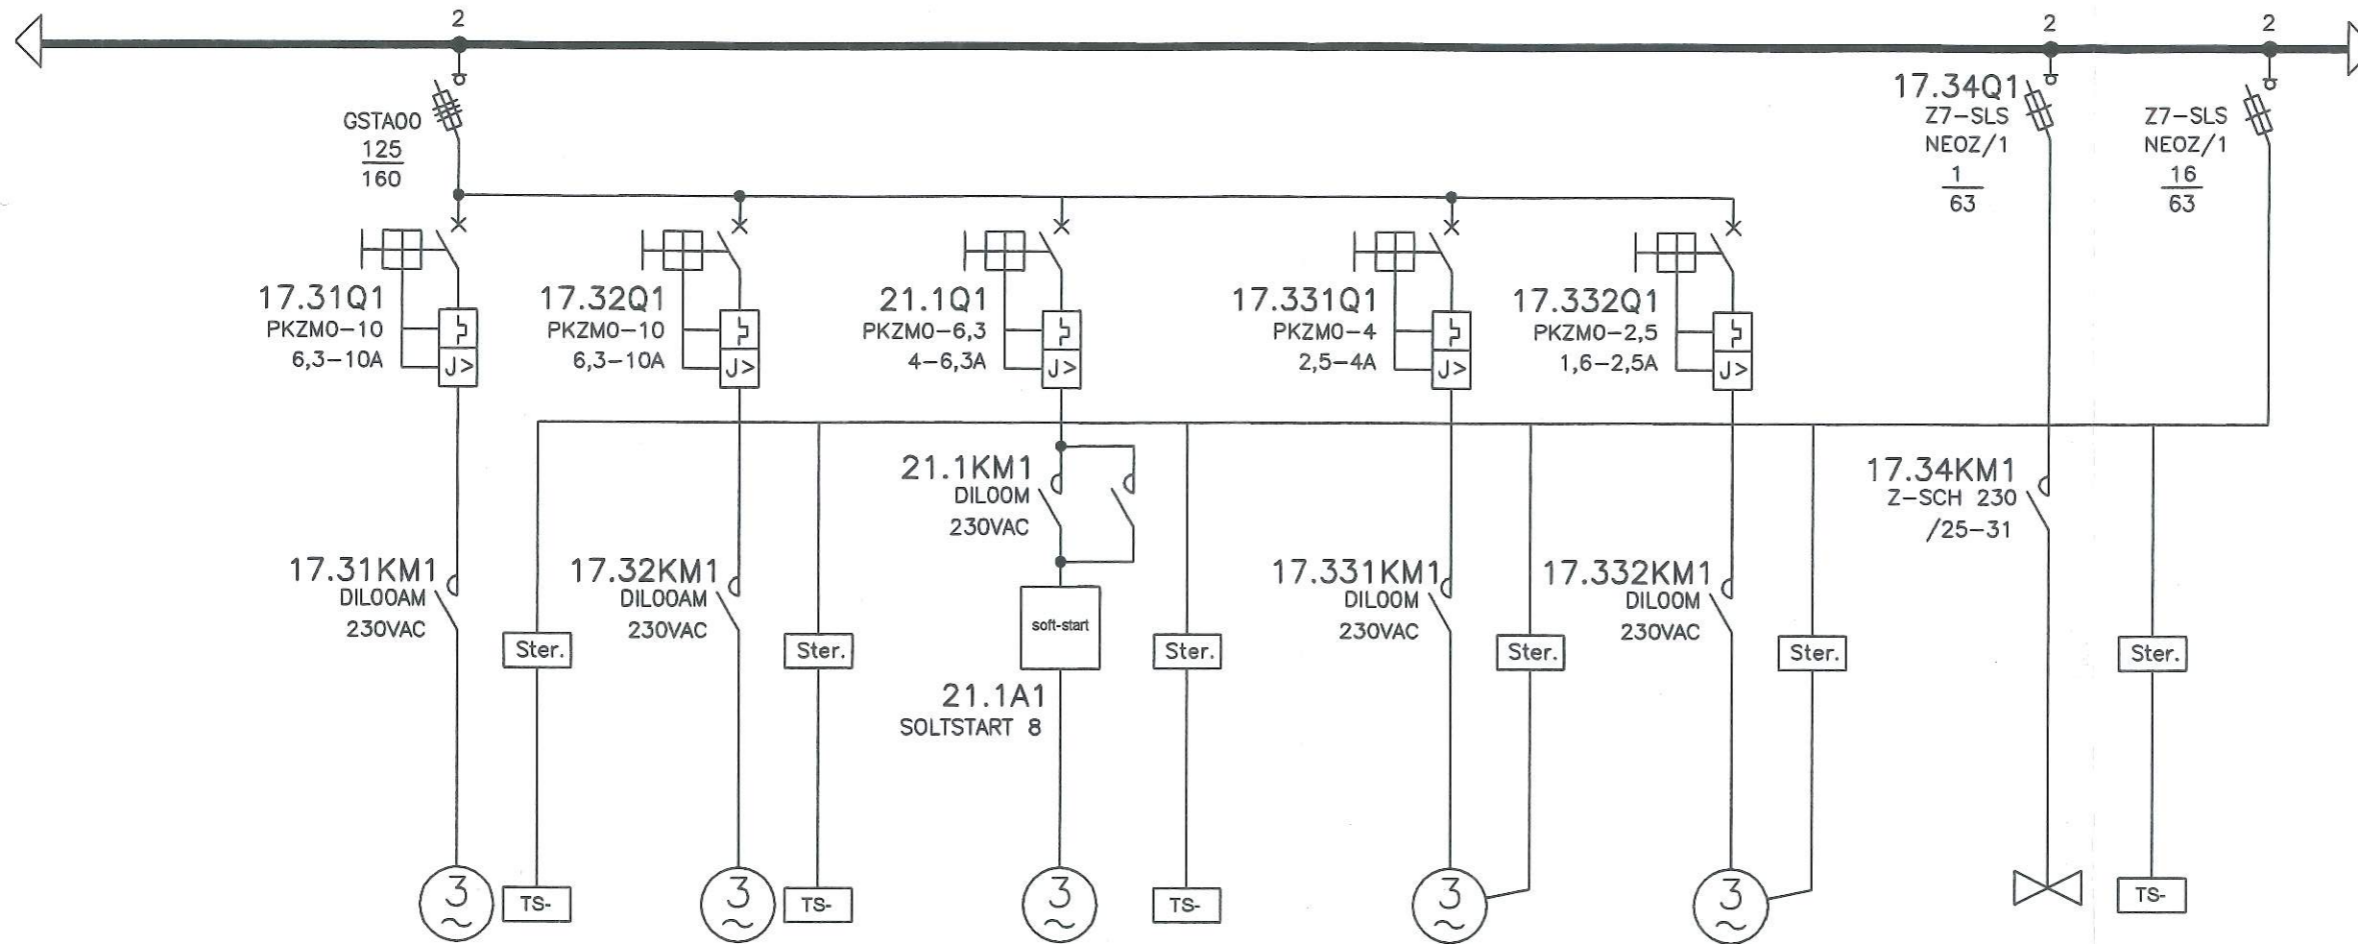 2
2
2
GSTA00
125
160
17.34Q1
Z7-SLS
NEOZ/1
1
63
Z7-SLS
NEOZ/1
16
63
17.31Q1
PKZM0-10
6,3-10A
J>
17.32Q1
PKZM0-10
6,3-10A
J>
21.1Q1
PKZM0-6,3
4-6,3A
J>
17.331Q1
PKZM0-4
2,5-4A
J>
17.332Q1
PKZM0-2,5
1,6-2,5A
J>
21.1KM1
DIL00M
230VAC
17.34KM1
Z-SCH 230
/25-31
17.31KM1
DIL00AM
230VAC
17.32KM1
DIL00AM
230VAC
17.331KM1
DIL00M
230VAC
17.332KM1
DIL00M
230VAC
Ster.
Ster.
soft-start
Ster.
Ster.
Ster.
Ster.
21.1A1
SOLTSTART 8
3
~
TS-
3
~
TS-
3
~
TS-
3
~
3
~
TS-